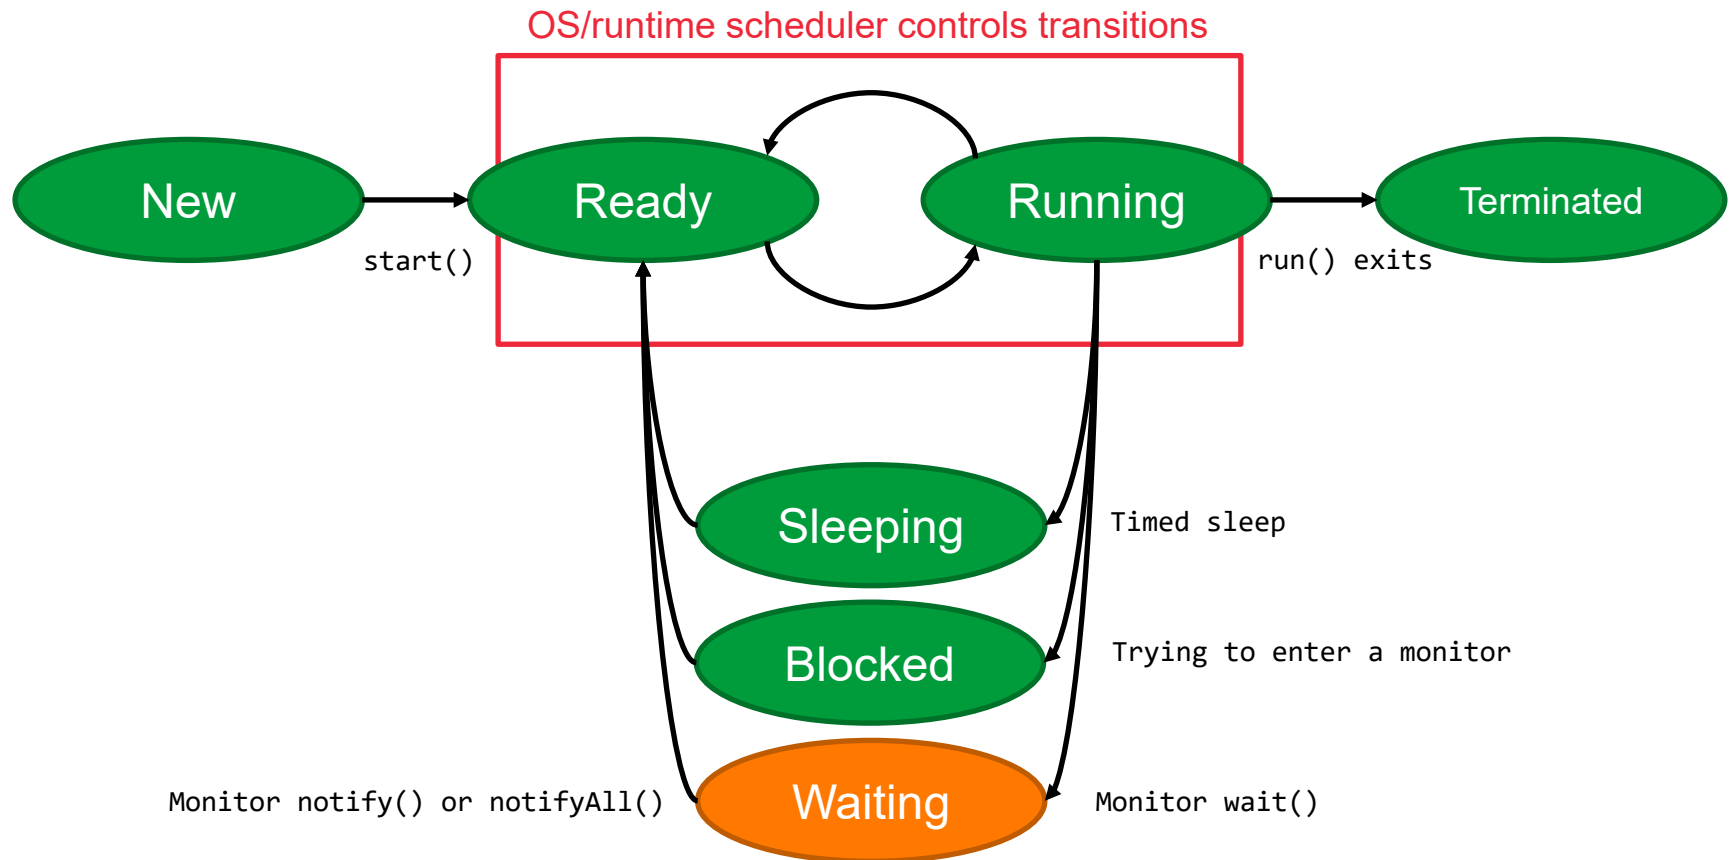 OS/runtime scheduler controls transitions
New
Ready
Running
Terminated
start()
run() exits
Sleeping
Timed sleep
Blocked
Trying to enter a monitor
Monitor notify() or notifyAll()
Waiting
Monitor wait()